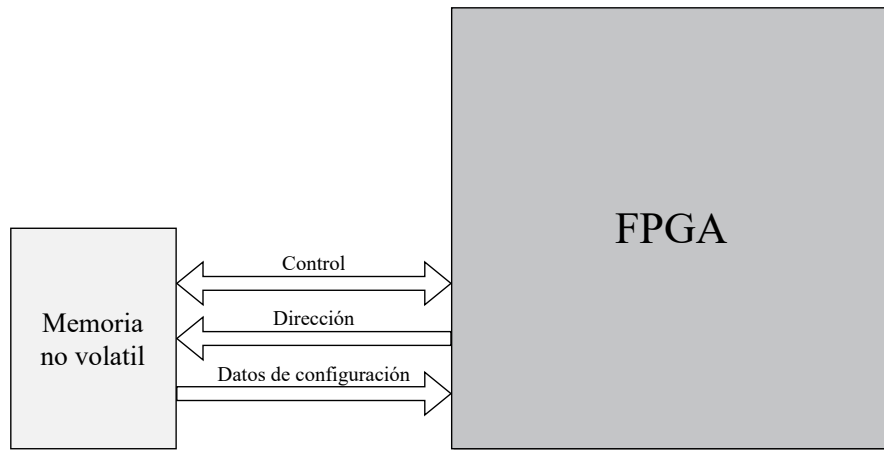 FPGA
Control
Memoria
no volatil
Dirección
Datos de configuración